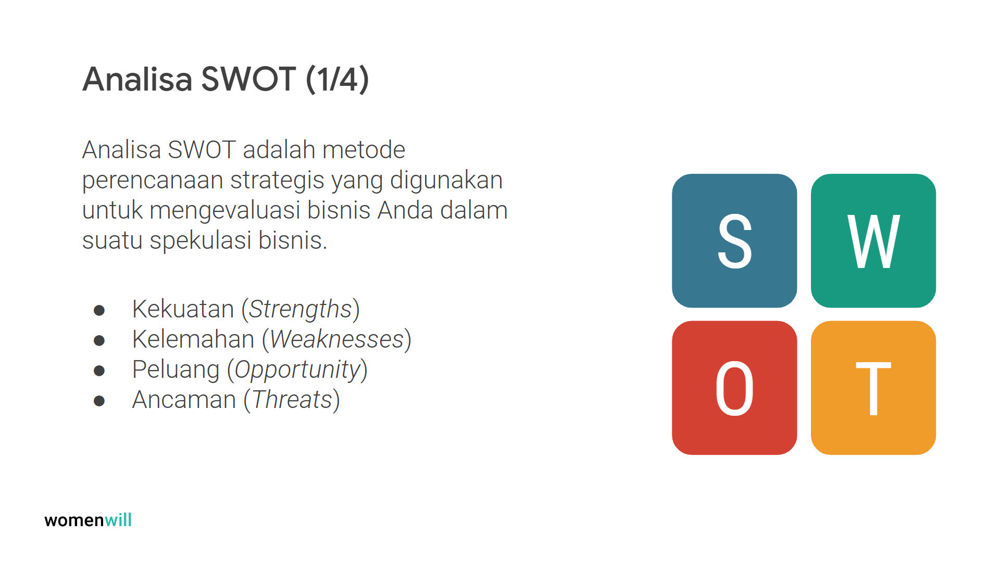 Analisa SWOT (1/4)
Analisa SWOT adalah metode
perencanaan strategis yang digunakan
untuk mengevaluasi bisnis Anda dalam
suatu spekulasi bisnis.
● Kekuatan (Strengths)
● Kelemahan (Weaknesses)
● Peluang (Opportunity)
● Ancaman (Threats)
S W
O T
womenwill